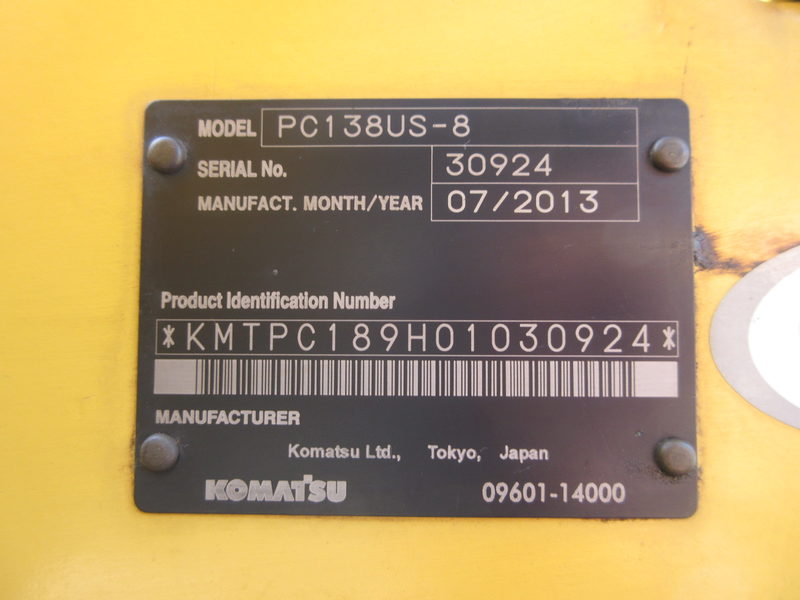 MODEL PC138US-8
SERIAL No. 30924
MANUFACT. MONTH/YEAR 07/2013
Product Identification Number
*KMTPC189H01030924*
MANUFACTURER
Komatsu Ltd., Tokyo, Japan
KOMATSU 09601-14000